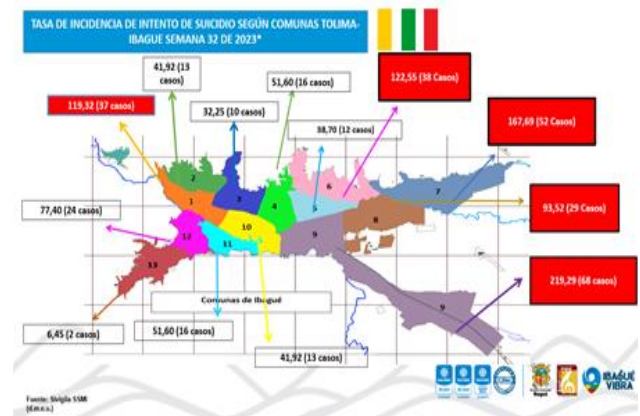 TASA DE INCIDENCIA DE INTENTO DE SUICIDIO SEGÚN COMUNAS TOLIMA-
IBAGUE SEMANA 32 DE 2023*
41,92 (13
casos)
51,60 (16 casos)
122,55 (38 Casos)
119,32 (37 casos)
32,25 (10 casos)
38,70 (12 casos)
167,69 (52 Casos)
2
6
7
1
3
4
5
93,52 (29 Casos)
77,40 (24 casos)
8
10
9
12
11
13
219,29 (68 casos)
9
Comunas de Ibagué
6,45 (2 casos)
51,60 (16 casos)
41,92 (13 casos)
IBAGUÉ
VIBRA
Fuente: Sivigila SSMI
(d.m.e.s.)